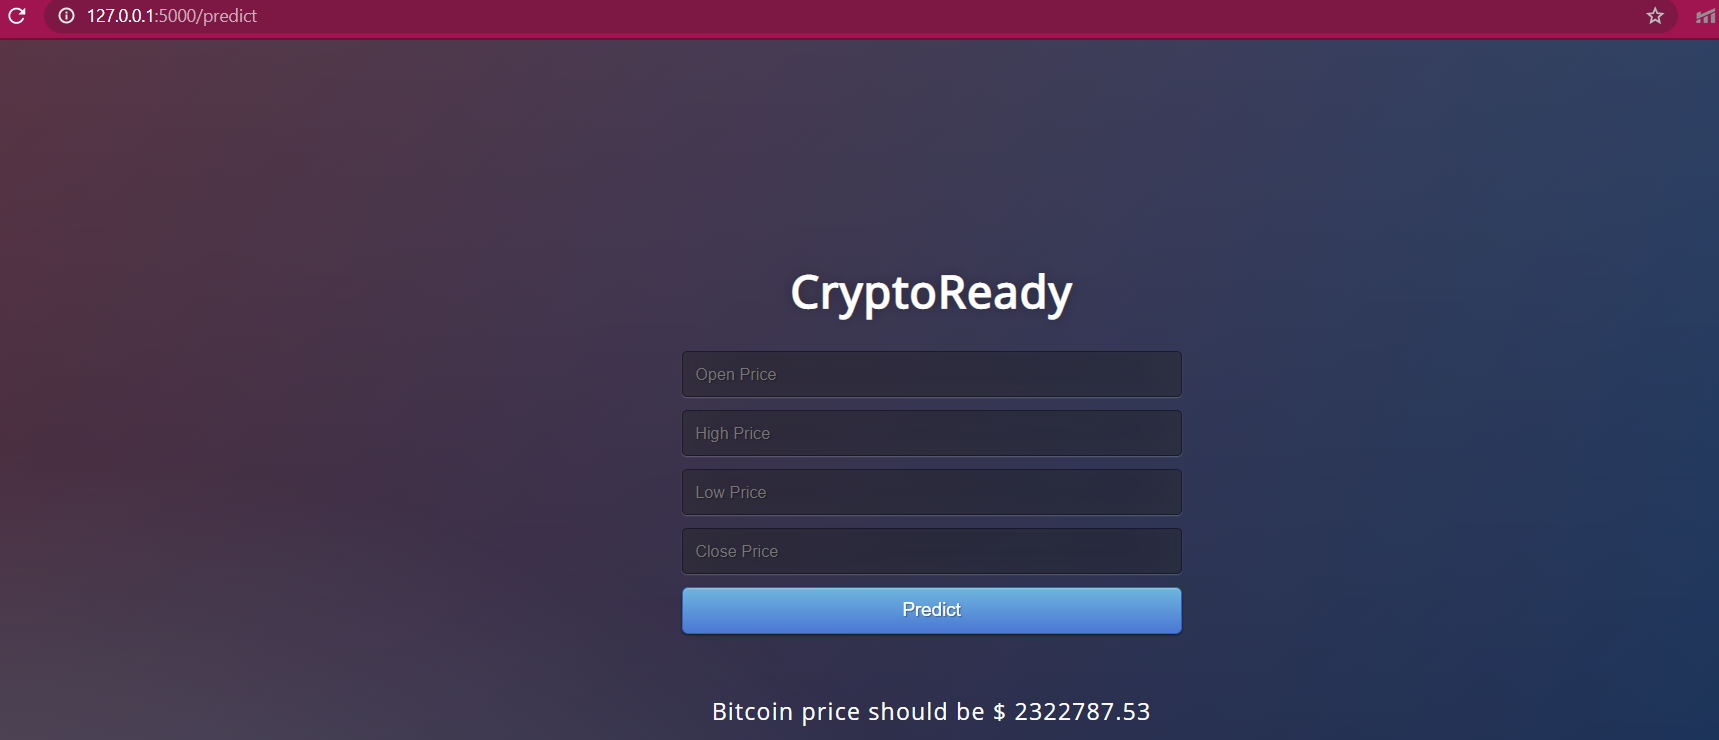 127.0.0.1:5000/predict
CryptoReady
Open Price
High Price
Low Price
Close Price
Predict
Bitcoin price should be $ 2322787.53